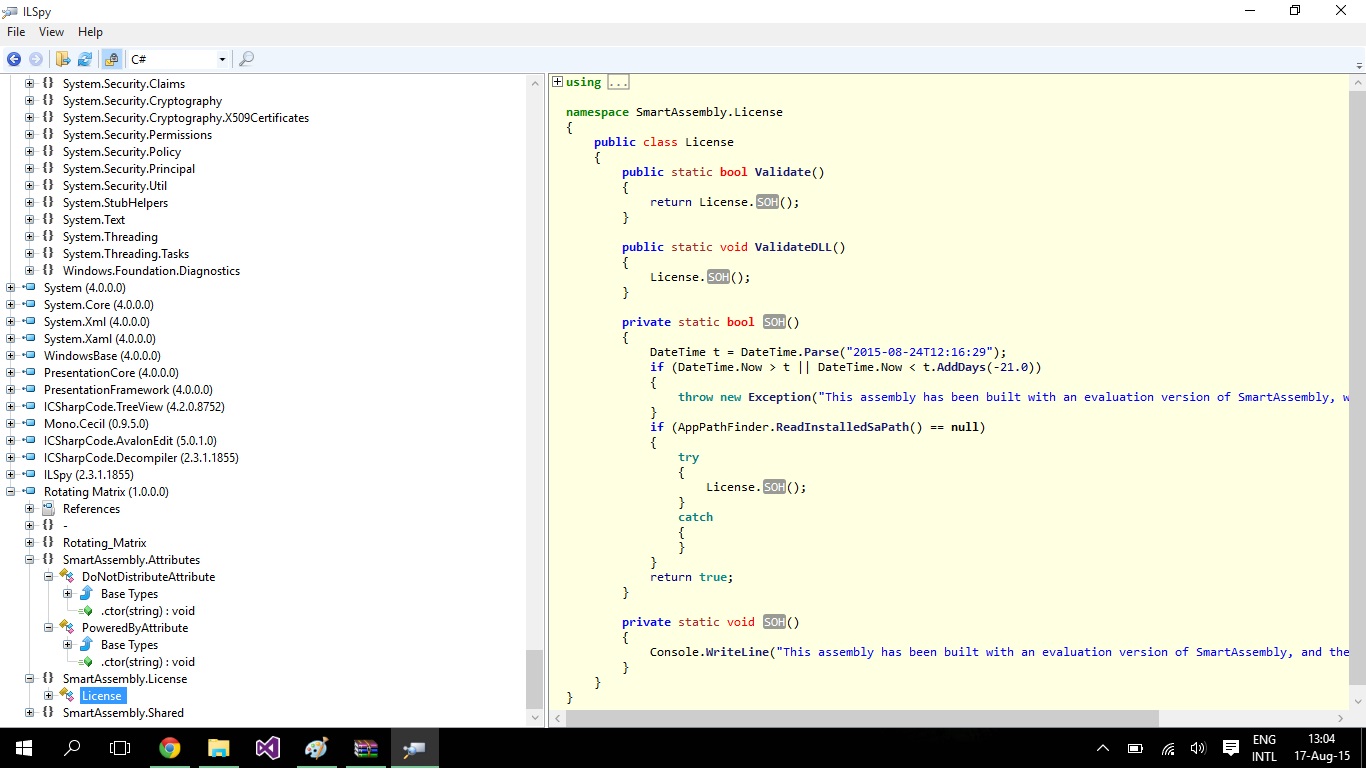 ILSpy
File View Help
C#
System.Security.Claims
System.Security.Cryptography
System.Security.Cryptography.X509Certificates
System.Security.Permissions
System.Security.Policy
System.Security.Principal
System.Security.Util
System.StubHelpers
System.Text
System.Threading
System.Threading.Tasks
Windows.Foundation.Diagnostics
System (4.0.0.0)
System.Core (4.0.0.0)
System.Xml (4.0.0.0)
System.Xaml (4.0.0.0)
WindowsBase (4.0.0.0)
PresentationCore (4.0.0.0)
PresentationFramework (4.0.0.0)
ICSharpCode.TreeView (4.2.0.8752)
Mono.Cecil (0.9.5.0)
ICSharpCode.AvalonEdit (5.0.1.0)
ICSharpCode.Decompiler (2.3.1.1855)
ILSpy (2.3.1.1855)
Rotating Matrix (1.0.0.0)
References
-
Rotating_Matrix
SmartAssembly.Attributes
DoNotDistributeAttribute
Base Types
.ctor(string) : void
PoweredByAttribute
Base Types
.ctor(string) : void
SmartAssembly.License
License
SmartAssembly.Shared
using ...
namespace SmartAssembly.License
{
public class License
{
public static bool Validate()
{
return License.SOH();
}
public static void ValidateDLL()
{
License.SOH();
}
private static bool SOH()
{
DateTime t = DateTime.Parse("2015-08-24T12:16:29");
if (DateTime.Now > t || DateTime.Now < t.AddDays(-21.0))
{
throw new Exception("This assembly has been built with an evaluation version of SmartAssembly, w
}
if (AppPathFinder.ReadInstalledSaPath() == null)
{
try
{
License.SOH();
}
catch
{
}
}
return true;
}
private static void SOH()
{
Console.WriteLine("This assembly has been built with an evaluation version of SmartAssembly, and the
}
}
}
ENG
INTL
13:04
17-Aug-15